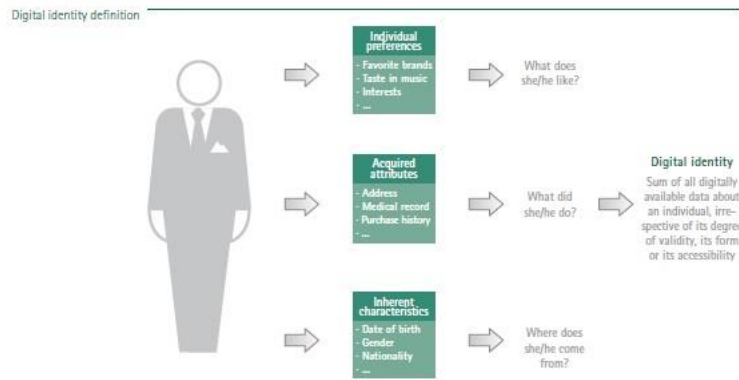 Digital identity definition
Individual
preferences
- Favorite brands
- Taste in music
- Interests
- ...
What does
she/he like?
Acquired
attributes
- Address
- Medical record
- Purchase history
- ...
What did
she/he do?
Digital identity
Sum of all digitally
available data about
an individual, irre-
spective of its degree
of validity, its form
or its accessibility
Inherent
characteristics
- Date of birth
- Gender
- Nationality
- ...
Where does
she/he come
from?